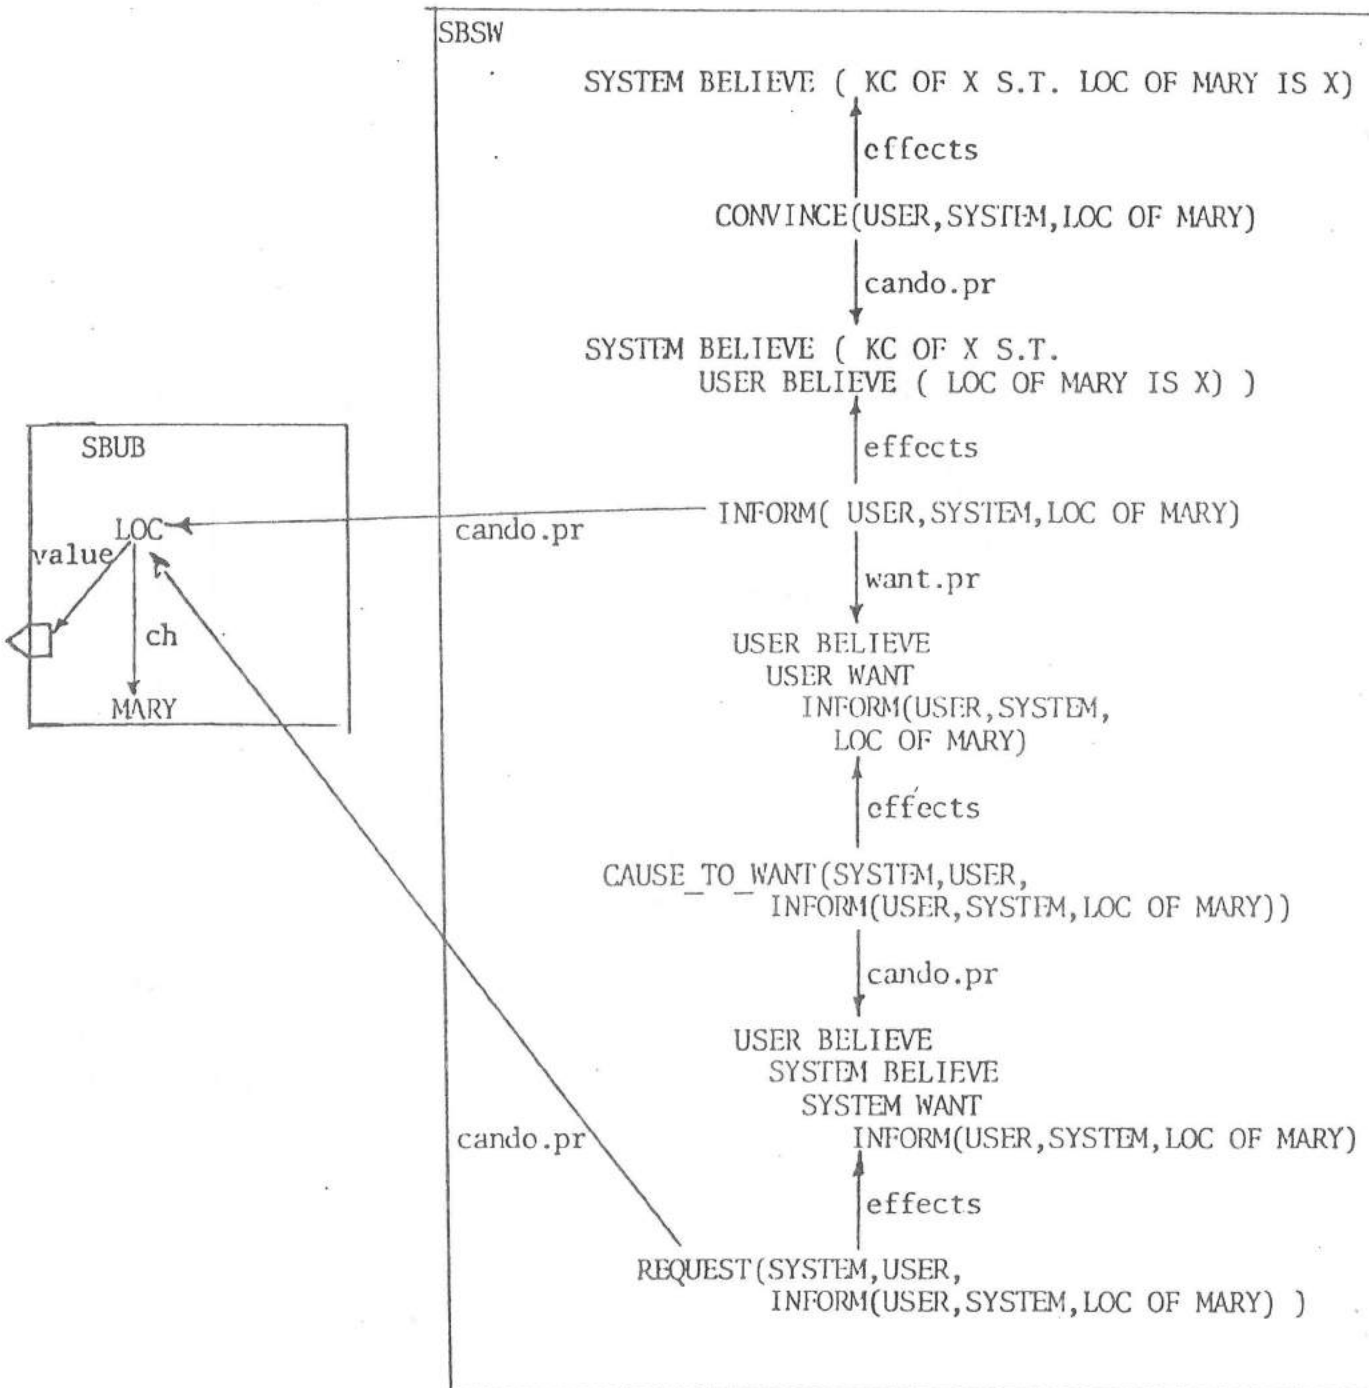 SBSW
SYSTEM BELIEVE ( KC OF X S.T. LOC OF MARY IS X)
effects
CONVINCE(USER,SYSTEM,LOC OF MARY)
cando.pr
SYSTEM BELIEVE ( KC OF X S.T.
USER BELIEVE ( LOC OF MARY IS X) )
effects
INFORM( USER,SYSTEM,LOC OF MARY)
cando.pr
want.pr
SBUB
LOC
value
ch
MARY
USER BELIEVE
USER WANT
INFORM(USER,SYSTEM,
LOC OF MARY)
effects
CAUSE_TO_WANT(SYSTEM,USER,
INFORM(USER,SYSTEM,LOC OF MARY))
cando.pr
USER BELIEVE
SYSTEM BELIEVE
SYSTEM WANT
INFORM(USER,SYSTEM,LOC OF MARY)
cando.pr
effects
REQUEST(SYSTEM,USER,
INFORM(USER,SYSTEM,LOC OF MARY) )